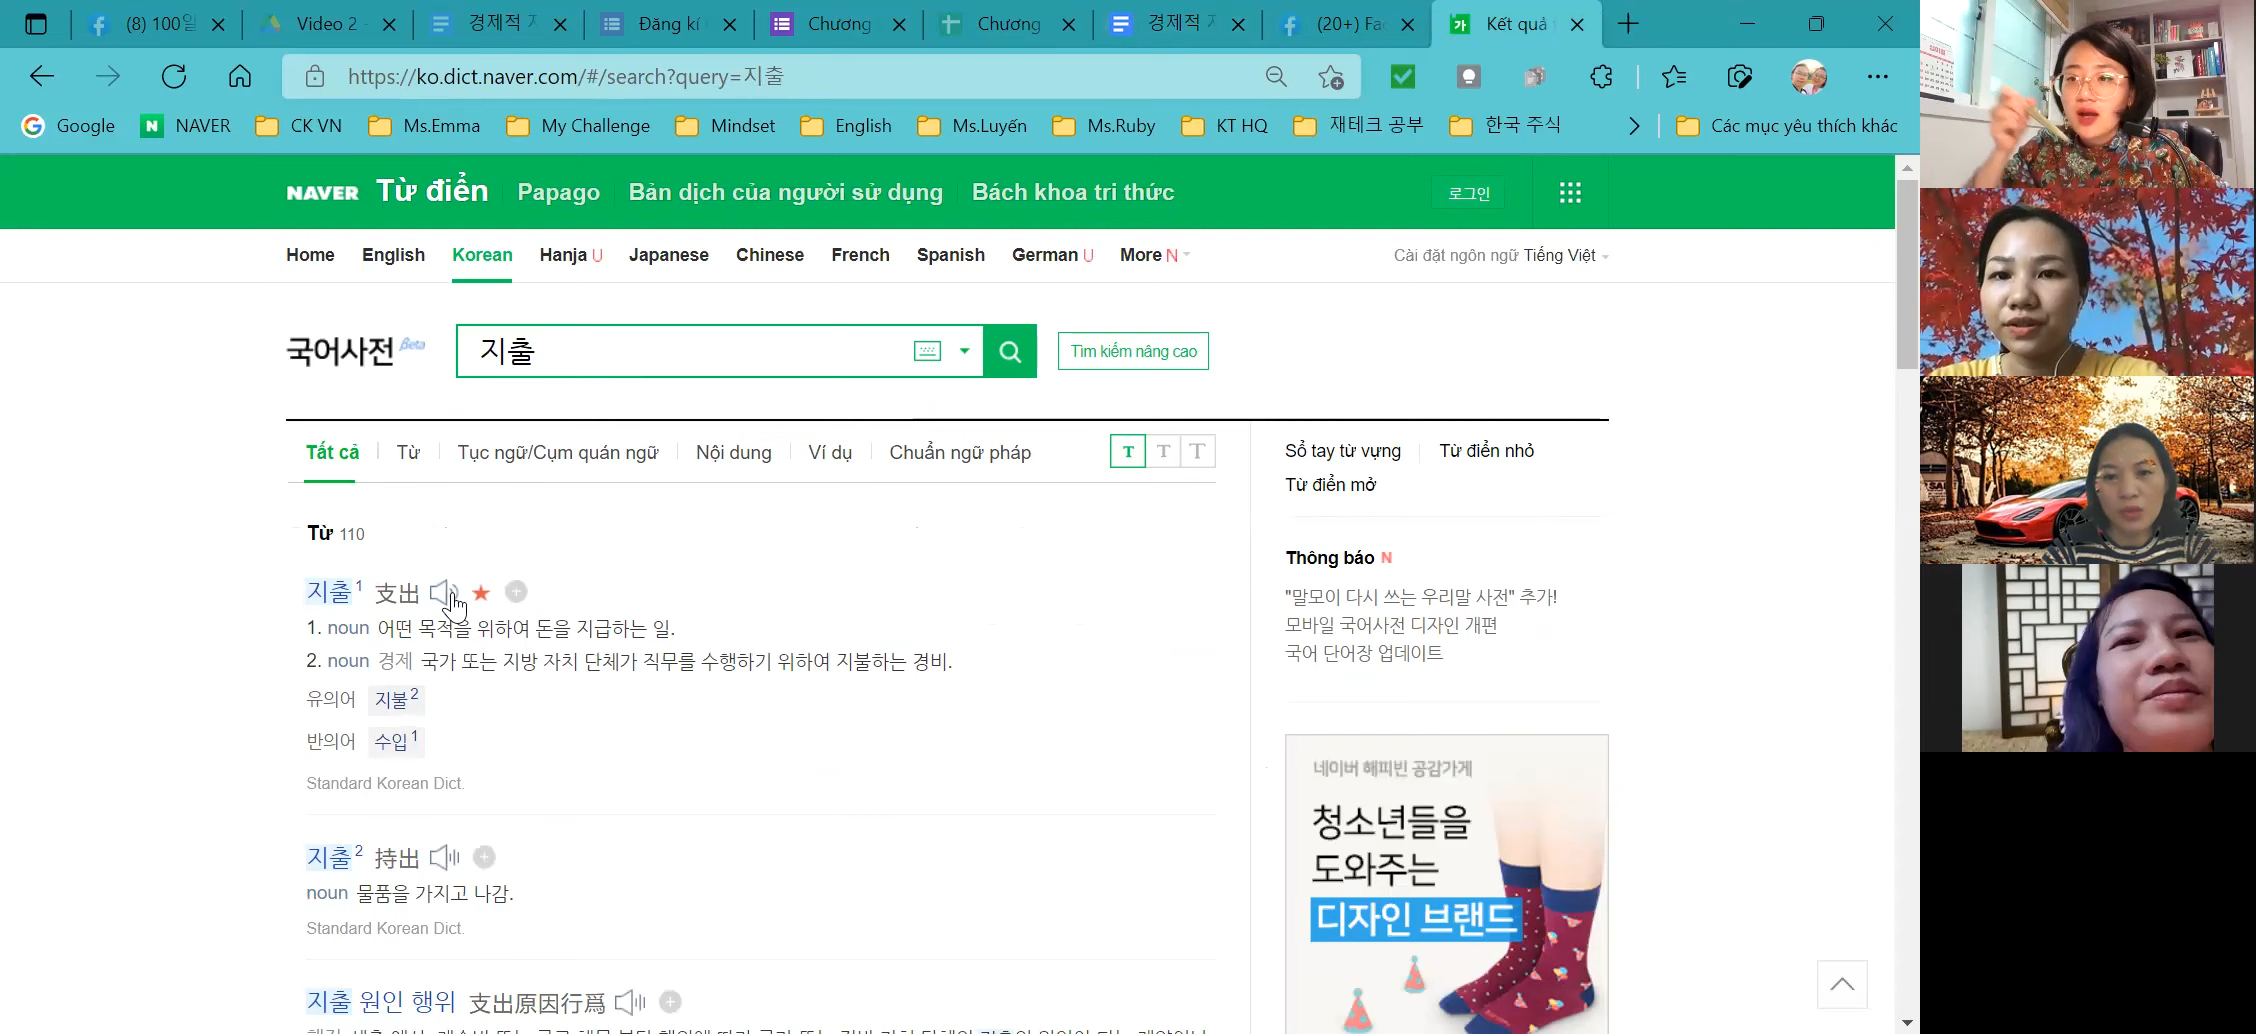 (8) 100일
Video 2 -
경제적 ㅈ
Đăng kí
Chương
Chương
경제적 ㅈ
(20+) Fac
Kết quả
https://ko.dict.naver.com/#/search?query=지출
Google
NAVER
CK VN
Ms.Emma
My Challenge
Mindset
English
Ms.Luyến
Ms.Ruby
KT HQ
재테크 공부
한국 주식
Các mục yêu thích khác
NAVER Từ điển Papago Bản dịch của người sử dụng Bách khoa tri thức
로그인
Home English Korean Hanja U Japanese Chinese French Spanish German U More N
Cài đặt ngôn ngữ Tiếng Việt
국어사전 Beta
지출
Tìm kiếm nâng cao
Tất cả Từ Tục ngữ/Cụm quán ngữ Nội dung Ví dụ Chuẩn ngữ pháp
T T T
Từ 110
지출1 支出
1. noun 어떤 목적을 위하여 돈을 지급하는 일.
2. noun 경제 국가 또는 지방 자치 단체가 직무를 수행하기 위하여 지불하는 경비.
유의어 지불2
반의어 수입1
Standard Korean Dict.
지출2 持出
noun 물품을 가지고 나감.
Standard Korean Dict.
지출 원인 행위 支出原因行爲
Sổ tay từ vựng Từ điển nhỏ
Từ điển mở
Thông báo N
"말모이 다시 쓰는 우리말 사전" 추가!
모바일 국어사전 디자인 개편
국어 단어장 업데이트
네이버 해피빈 공감가게
청소년들을
도와주는
디자인 브랜드